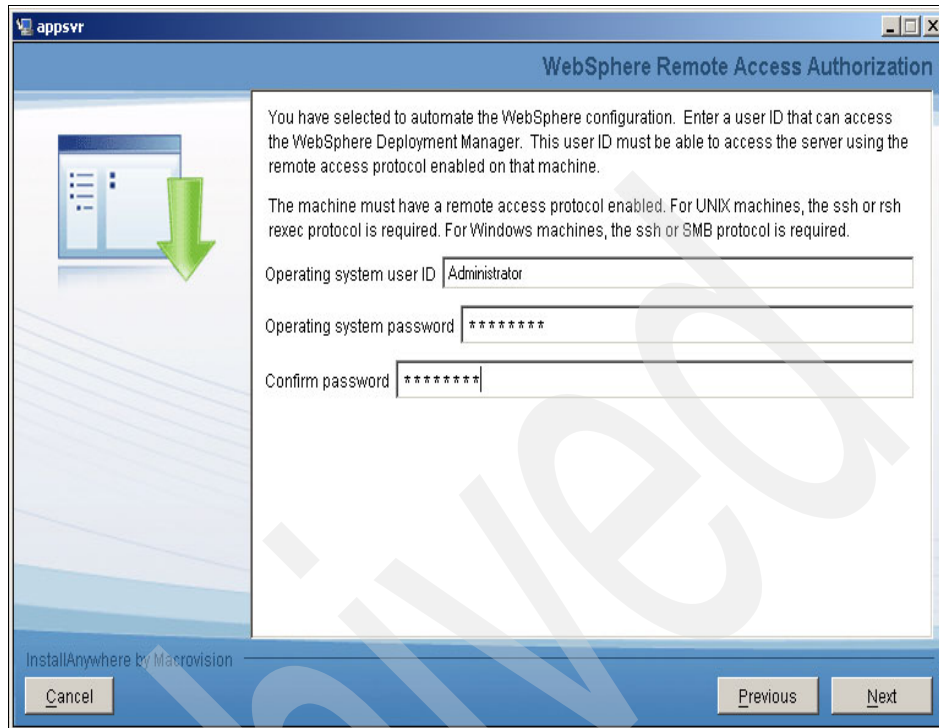 appsvr
WebSphere Remote Access Authorization
You have selected to automate the WebSphere configuration. Enter a user ID that can access
the WebSphere Deployment Manager. This user ID must be able to access the server using the
remote access protocol enabled on that machine.
The machine must have a remote access protocol enabled. For UNIX machines, the ssh or rsh
rexec protocol is required. For Windows machines, the ssh or SMB protocol is required.
Operating system user ID Administrator
Operating system password ********
Confirm password ********
InstallAnywhere by Macrovision
Cancel Previous Next
hived